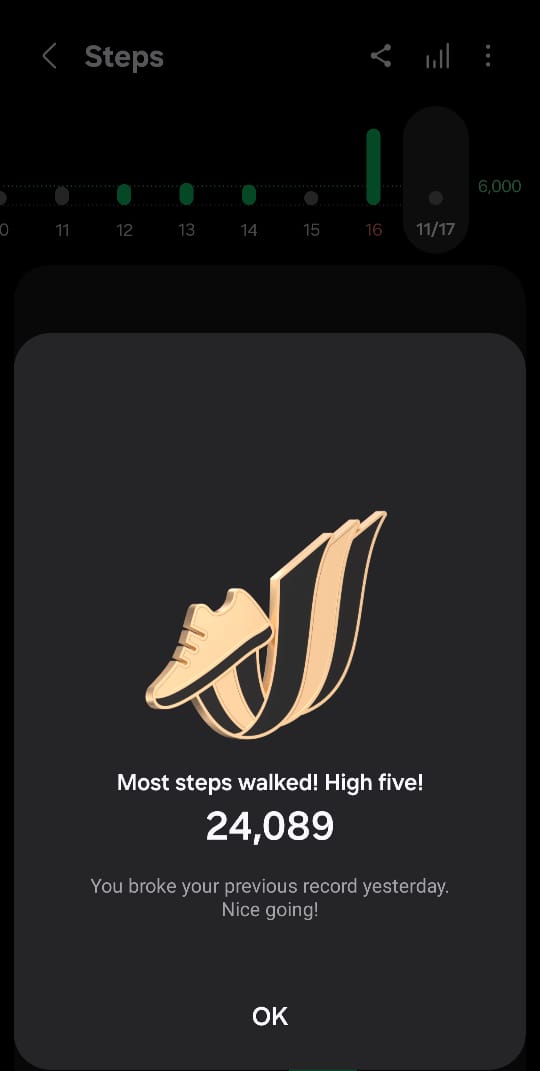 Steps
6,000
0 11 12 13 14 15 16 11/17
Most steps walked! High five!
24,089
You broke your previous record yesterday.
Nice going!
OK